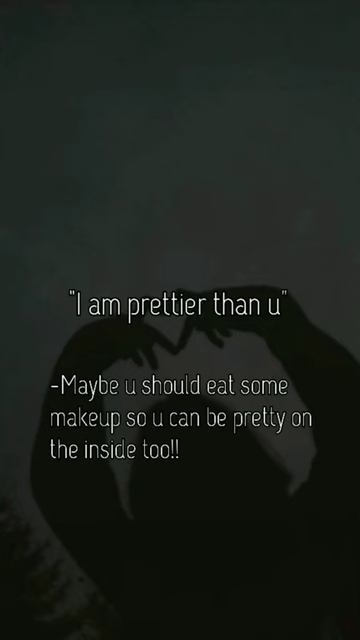 "I am prettier than u"
-Maybe u should eat some
makeup so u can be pretty on
the inside too!!